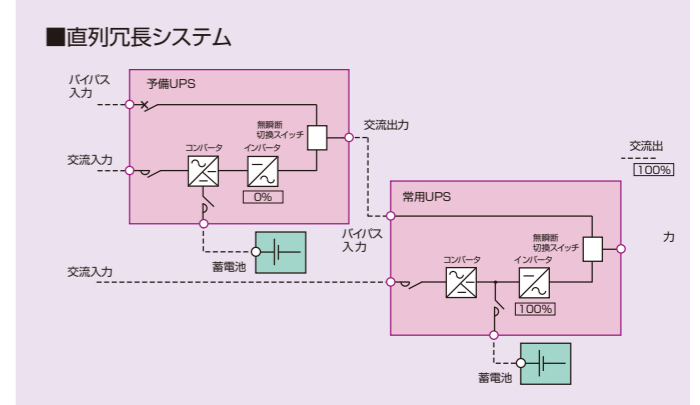 ■直列冗長システム
バイパス
入力
予備UPS
無瞬断
切換スイッチ
交流出力
交流入力
コンバータ
インバータ
0%
蓄電池
交流出
100%
力
常用UPS
バイパス
入力
無瞬断
切換スイッチ
交流入力
コンバータ
インバータ
100%
蓄電池